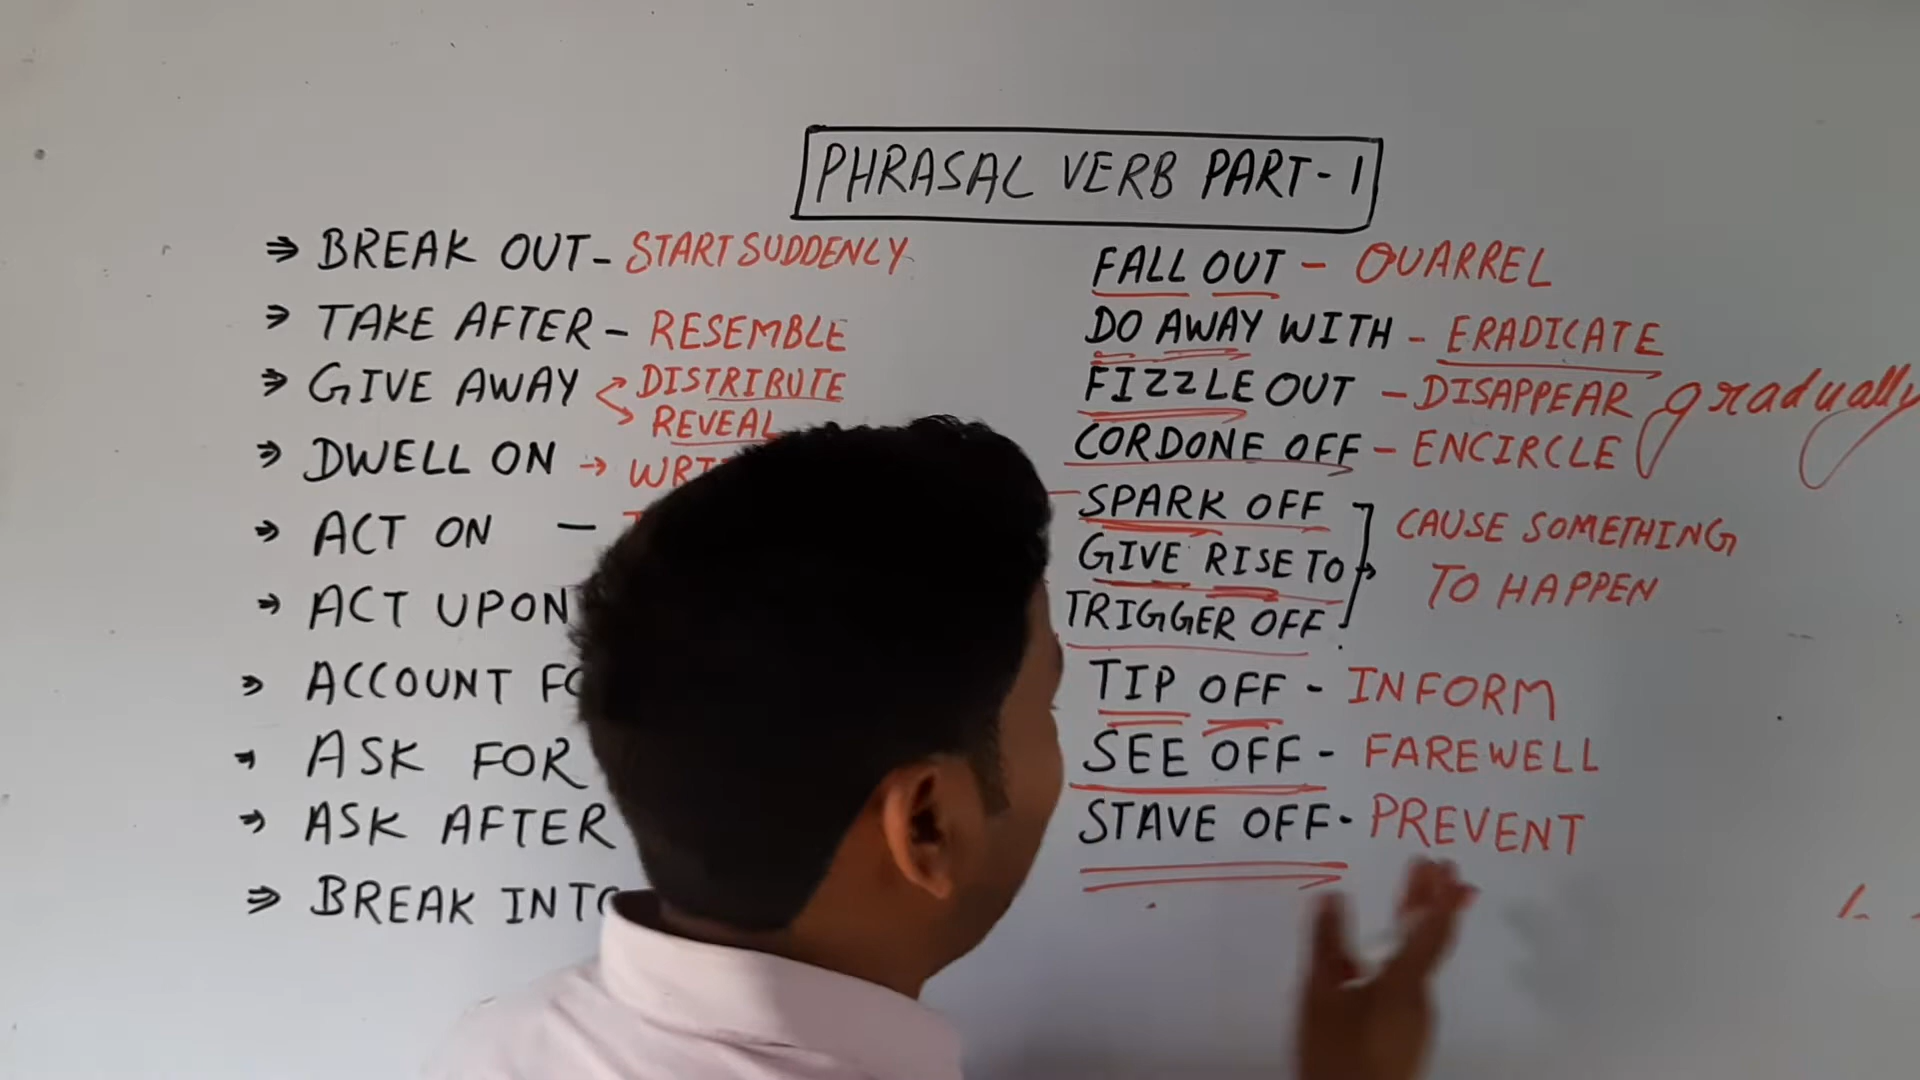 PHRASAL VERB PART-1
⇒ BREAK OUT - START SUDDENLY
⇒ TAKE AFTER - RESEMBLE
⇒ GIVE AWAY
DISTRIBUTE
REVEAL
⇒ DWELL ON →
⇒ ACT ON -
⇒ ACT UPON
⇒ ACCOUNT
⇒ ASK FOR
⇒ ASK AFTER
⇒ BREAK INTO
FALL OUT - QUARREL
DO AWAY WITH - ERADICATE
FIZZLE OUT - DISAPPEAR gradually
CORDONE OFF - ENCIRCLE
SPARK OFF
GIVE RISE TO
TRIGGER OFF
CAUSE SOMETHING
TO HAPPEN
TIP OFF - INFORM
SEE OFF - FAREWELL
STAVE OFF - PREVENT